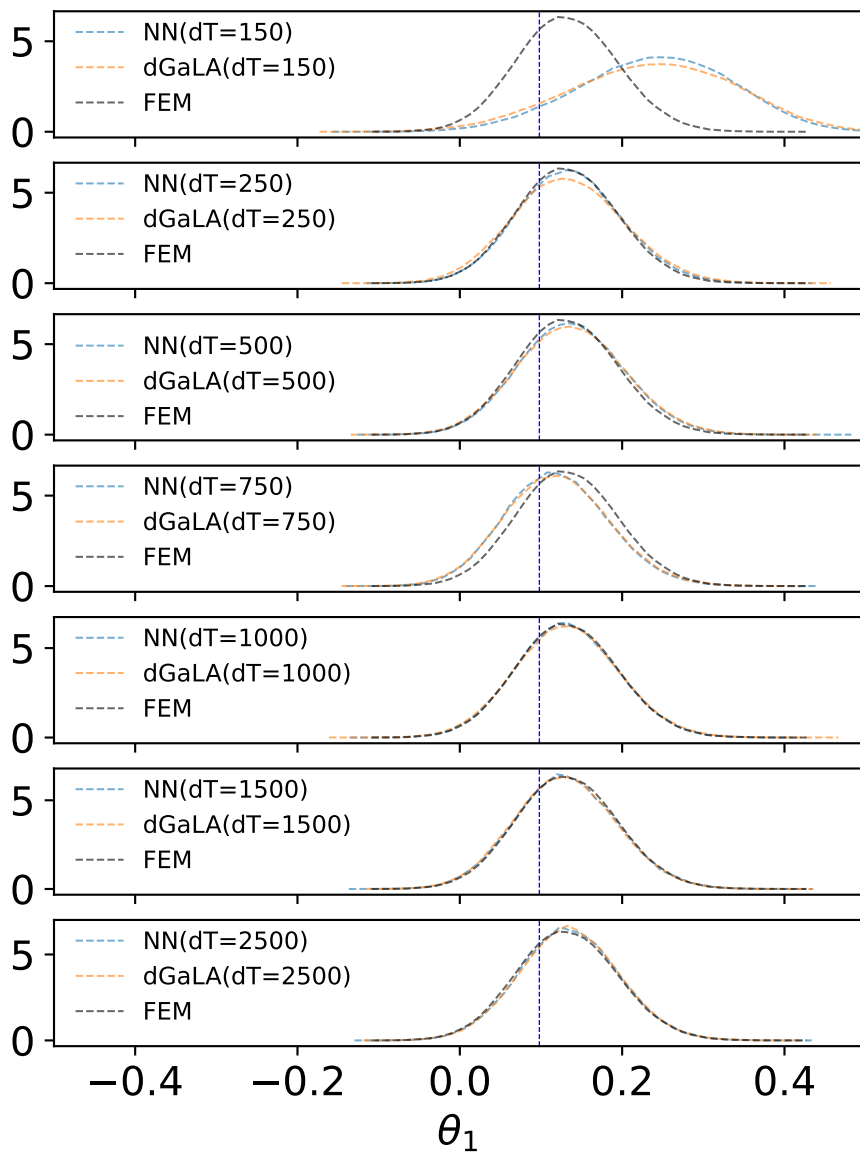 5
0
NN(dT=150)
dGaLA(dT=150)
FEM
5
0
NN(dT=250)
dGaLA(dT=250)
FEM
5
0
NN(dT=500)
dGaLA(dT=500)
FEM
5
0
NN(dT=750)
dGaLA(dT=750)
FEM
5
0
NN(dT=1000)
dGaLA(dT=1000)
FEM
5
0
NN(dT=1500)
dGaLA(dT=1500)
FEM
5
0
NN(dT=2500)
dGaLA(dT=2500)
FEM
−0.4 −0.2 0.0 0.2 0.4
θ₁